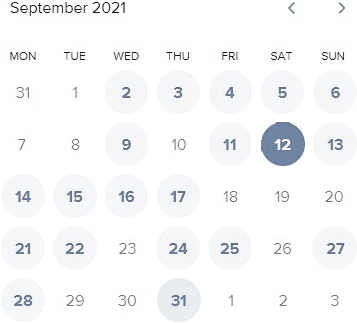 September 2021
MON TUE WED THU FRI SAT SUN
31 1 2 3 4 5 6
7 8 9 10 11 12 13
14 15 16 17 18 19 20
21 22 23 24 25 26 27
28 29 30 31 1 2 3